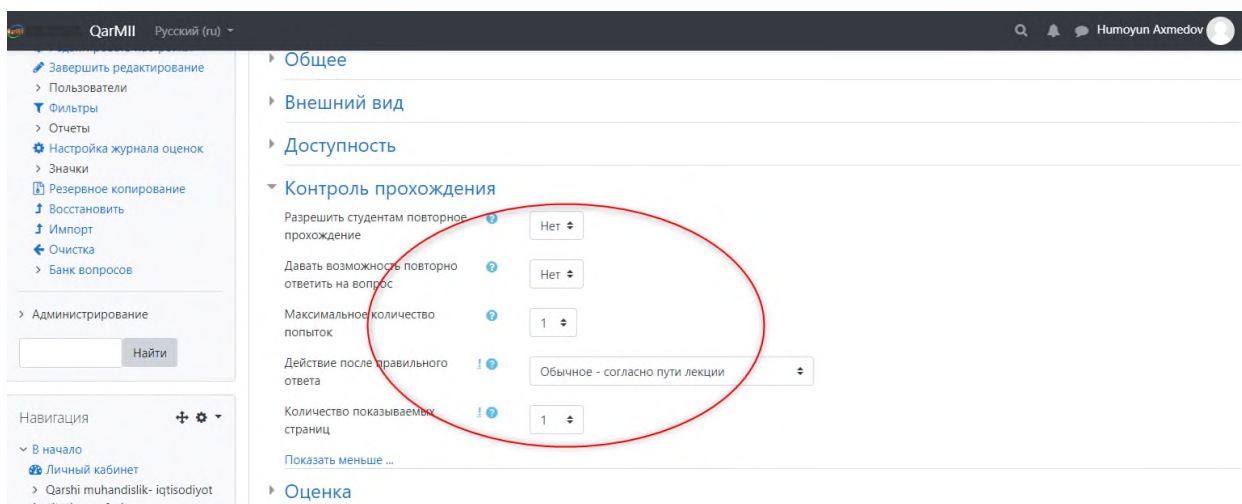 QarMII Русский (ru)
Humoyun Axmedov
Завершить редактирование
Пользователи
Фильтры
Отчеты
Настройка журнала оценок
Значки
Резервное копирование
Восстановить
Импорт
Очистка
Банк вопросов
Администрирование
Найти
Навигация
В начало
Личный кабинет
Qarshi muhandislik- iqtisodiyot
Общее
Внешний вид
Доступность
Контроль прохождения
Разрешить студентам повторное
прохождение
Нет
Давать возможность повторно
ответить на вопрос
Нет
Максимальное количество
попыток
1
Действие после правильного
ответа
Обычное - согласно пути лекции
Количество показываемых
страниц
1
Показать меньше ...
Оценка